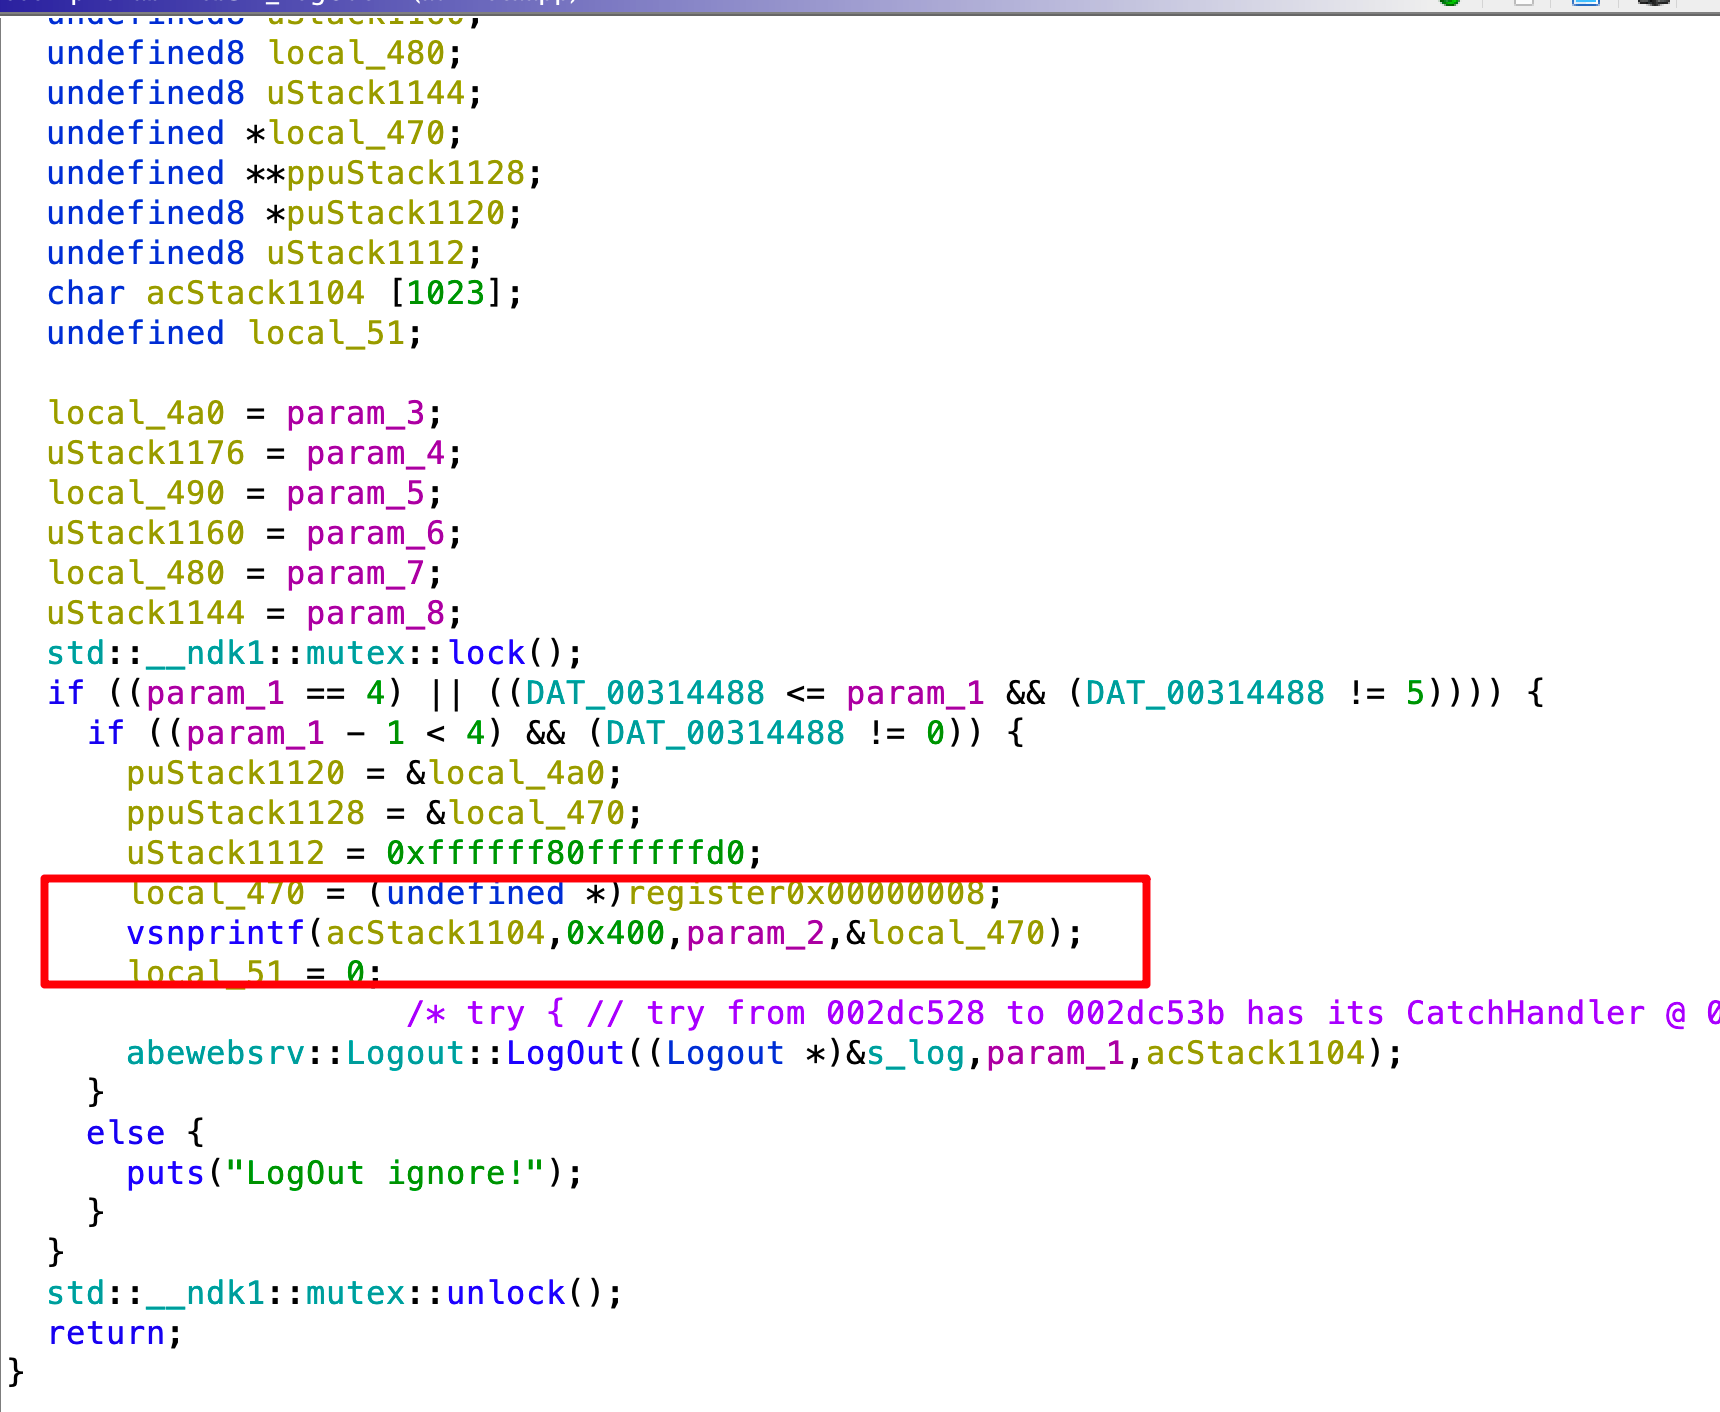 undefined8 uStack1160;
undefined8 local_480;
undefined8 uStack1144;
undefined *local_470;
undefined **ppuStack1128;
undefined8 *puStack1120;
undefined8 uStack1112;
char acStack1104 [1023];
undefined local_51;
local_4a0 = param_3;
uStack1176 = param_4;
local_490 = param_5;
uStack1160 = param_6;
local_480 = param_7;
uStack1144 = param_8;
std::__ndk1::mutex::lock();
if ((param_1 == 4) || ((DAT_00314488 <= param_1 && (DAT_00314488 != 5)))) {
if ((param_1 - 1 < 4) && (DAT_00314488 != 0)) {
puStack1120 = &local_4a0;
ppuStack1128 = &local_470;
uStack1112 = 0xffffff80ffffffd0;
local_470 = (undefined *)register0x00000008;
vsnprintf(acStack1104,0x400,param_2,&local_470);
local_51 = 0;
/* try { // try from 002dc528 to 002dc53b has its CatchHandler @ 0
abewebsrv::Logout::LogOut((Logout *)&s_log,param_1,acStack1104);
}
else {
puts("LogOut ignore!");
}
}
std::__ndk1::mutex::unlock();
return;
}